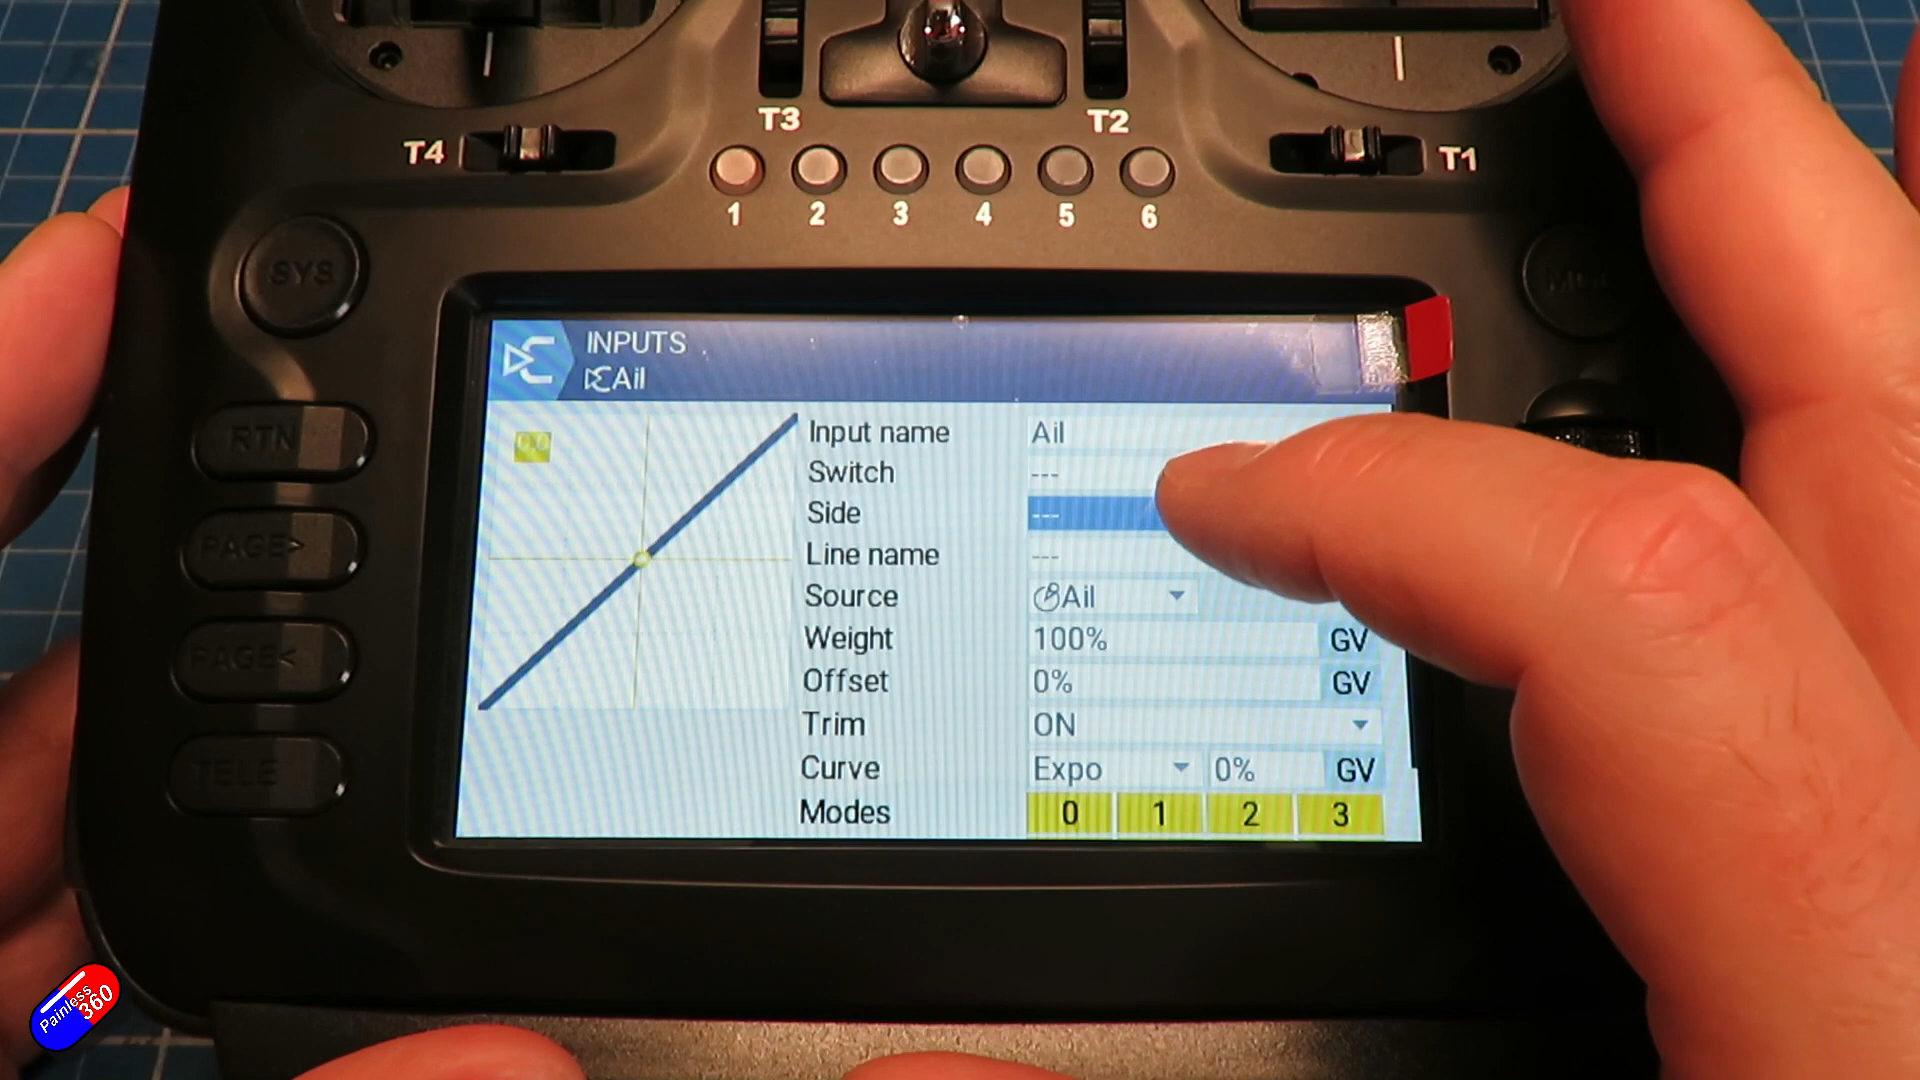 T3
T2
T4
T1
1 2 3 4 5 6
SYS
INPUTS
Ail
0.0
Input name Ail
Switch ---
Side ---
Line name ---
Source Ail
Weight 100% GV
Offset 0% GV
Trim ON
Curve Expo 0% GV
Modes 0 1 2 3
RTN
PAGE>
PAGE<
TELE
Painless
360